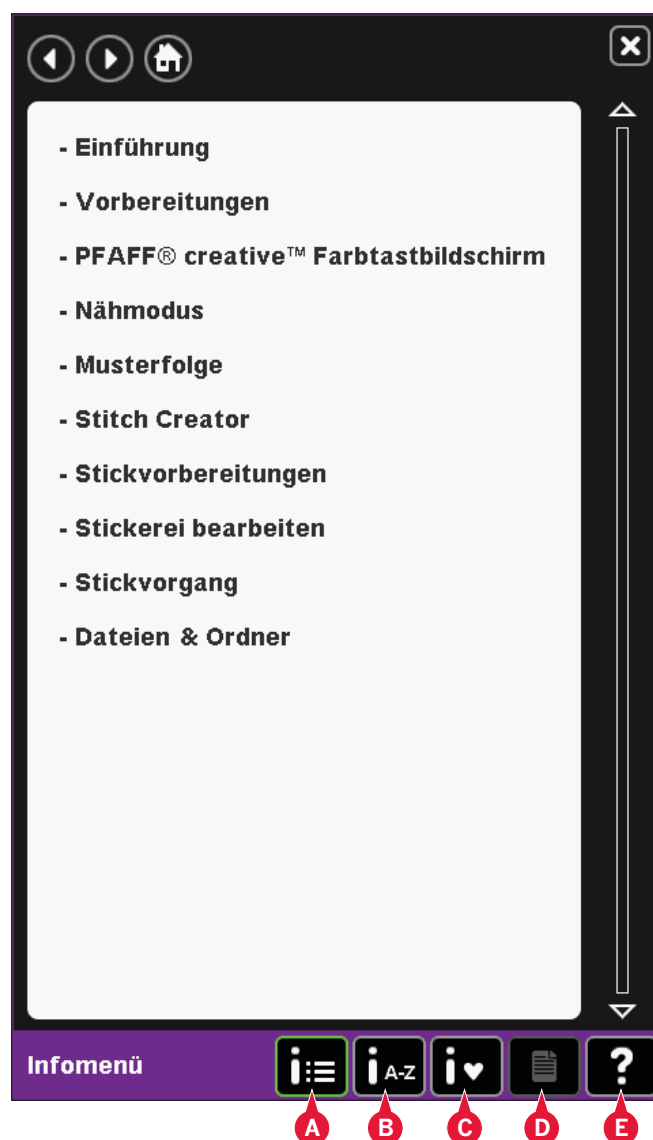 - Einführung
- Vorbereitungen
- PFAFF® creative™ Farbtastbildschirm
- Nähmodus
- Musterfolge
- Stitch Creator
- Stickvorbereitungen
- Stickerei bearbeiten
- Stickvorgang
- Dateien & Ordner
Infomenü i i A-Z i ♥ ?
A B C D E